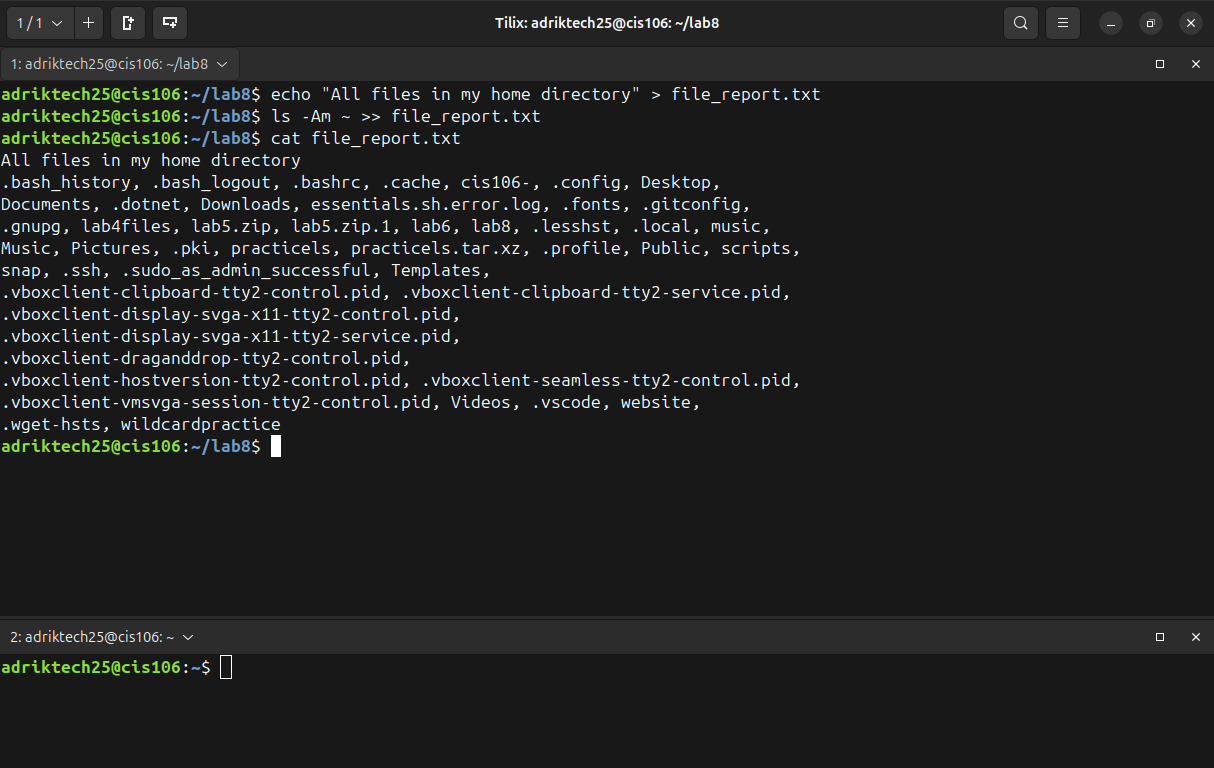 1 / 1
Tilix: adriktech25@cis106: ~/lab8
1: adriktech25@cis106: ~/lab8
adriktech25@cis106:~/lab8$ echo "All files in my home directory" > file_report.txt
adriktech25@cis106:~/lab8$ ls -Am ~ >> file_report.txt
adriktech25@cis106:~/lab8$ cat file_report.txt
All files in my home directory
.bash_history, .bash_logout, .bashrc, .cache, cis106-, .config, Desktop,
Documents, .dotnet, Downloads, essentials.sh.error.log, .fonts, .gitconfig,
.gnupg, lab4files, lab5.zip, lab5.zip.1, lab6, lab8, .lesshst, .local, music,
Music, Pictures, .pki, practicels, practicels.tar.xz, .profile, Public, scripts,
snap, .ssh, .sudo_as_admin_successful, Templates,
.vboxclient-clipboard-tty2-control.pid, .vboxclient-clipboard-tty2-service.pid,
.vboxclient-display-svga-x11-tty2-control.pid,
.vboxclient-display-svga-x11-tty2-service.pid,
.vboxclient-draganddrop-tty2-control.pid,
.vboxclient-hostversion-tty2-control.pid, .vboxclient-seamless-tty2-control.pid,
.vboxclient-vmsvga-session-tty2-control.pid, Videos, .vscode, website,
.wget-hsts, wildcardpractice
adriktech25@cis106:~/lab8$
2: adriktech25@cis106: ~
adriktech25@cis106:~$